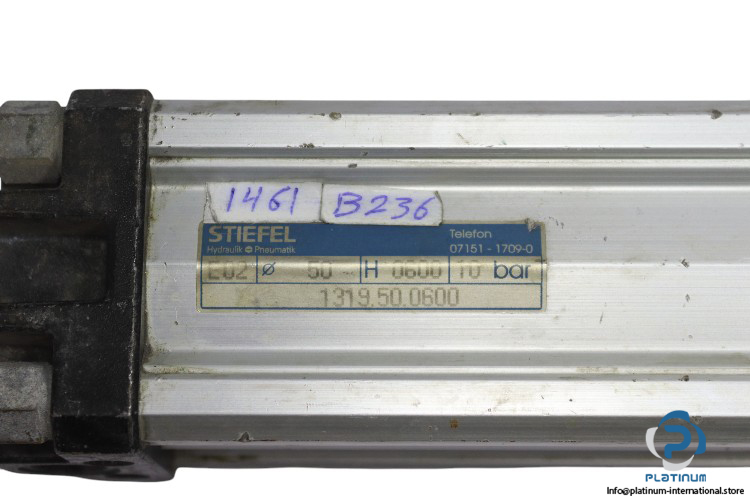 1461 B236
STIEFEL
Hydraulik Pneumatik
Telefon
07151 - 1709-0
E02 ø 50 H 0600 10 bar
1319.50.0600
PLATINUM
Info@platinum-international.store